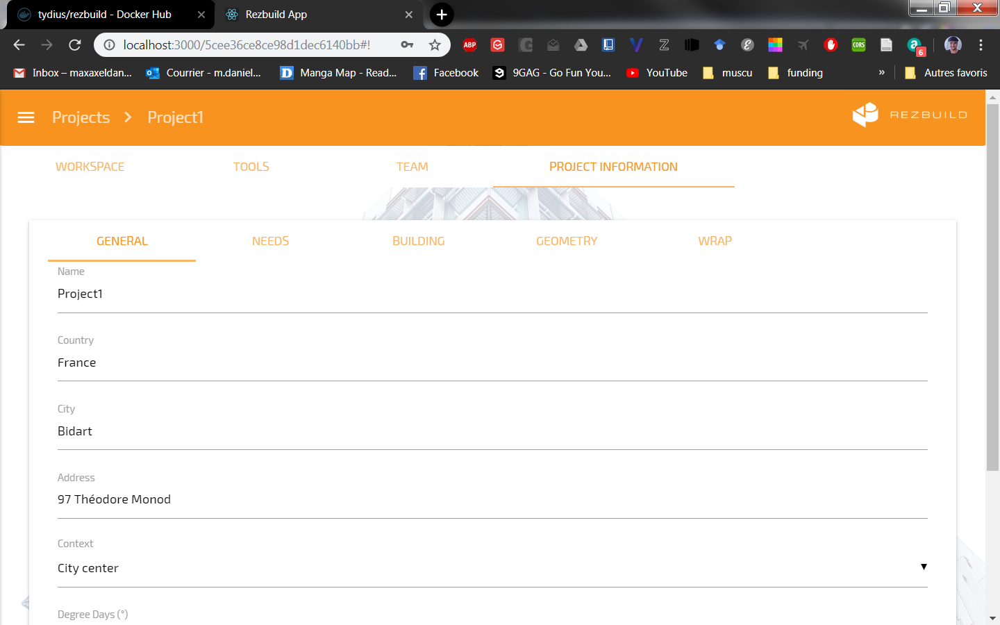 tydius/rezbuild - Docker Hub
Rezbuild App
localhost:3000/5cee36ce8ce98d1dec6140bb#!
ABP
CORS
6
Inbox – maxaxeldan...
Courrier - m.daniel...
Manga Map - Read...
Facebook
9GAG - Go Fun You...
YouTube
muscu
funding
»
Autres favoris
Projects
Project1
REZBUILD
WORKSPACE
TOOLS
TEAM
PROJECT INFORMATION
GENERAL
NEEDS
BUILDING
GEOMETRY
WRAP
Name
Project1
Country
France
City
Bidart
Address
97 Théodore Monod
Context
City center
Degree Days (°)